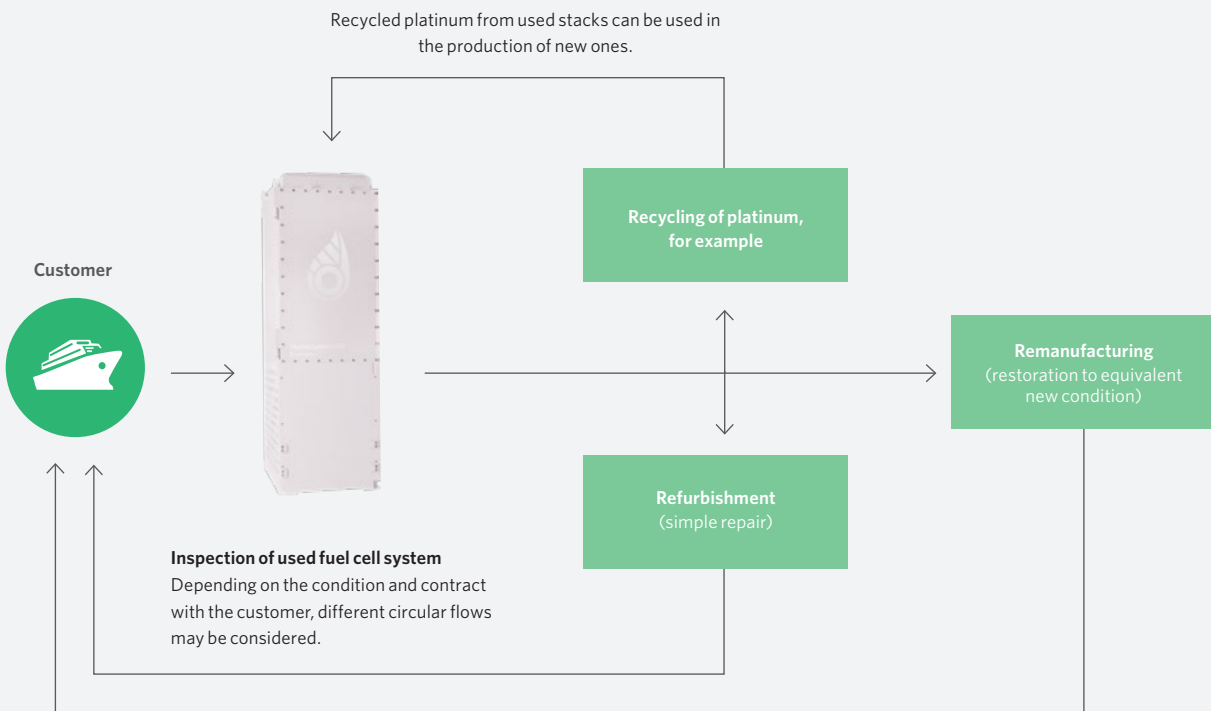 Recycled platinum from used stacks can be used in
the production of new ones.
Recycling of platinum,
for example
Customer
Remanufacturing
(restoration to equivalent
new condition)
Refurbishment
(simple repair)
Inspection of used fuel cell system
Depending on the condition and contract
with the customer, different circular flows
may be considered.